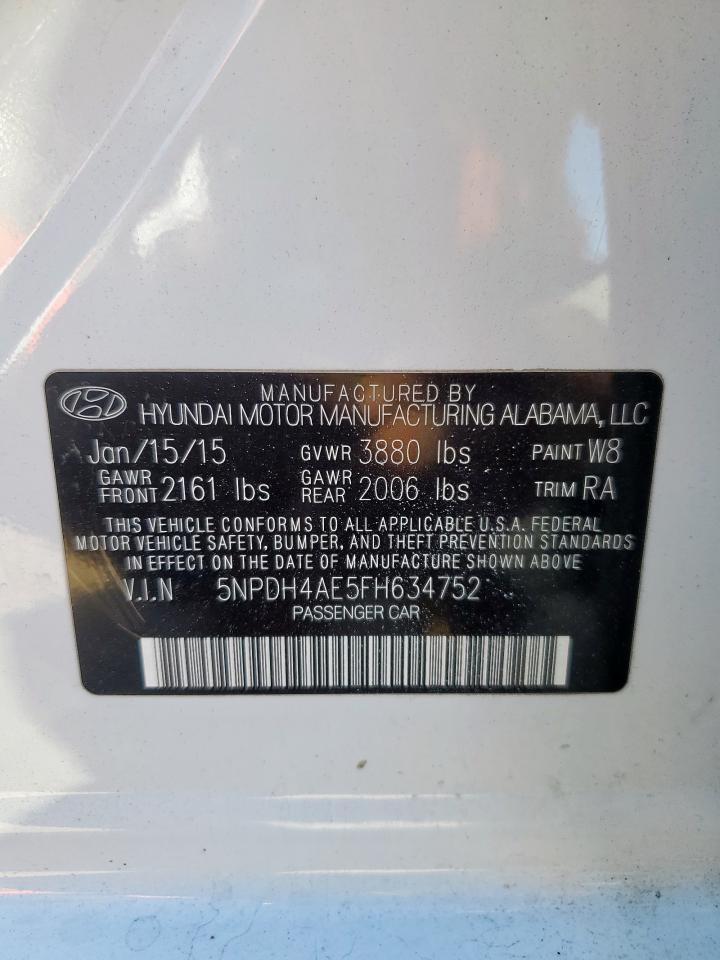 MANUFACTURED BY
HYUNDAI MOTOR MANUFACTURING ALABAMA, LLC
Jan/15/15 GVWR 3880 lbs PAINT W8
GAWR FRONT 2161 lbs GAWR REAR 2006 lbs TRIM RA
THIS VEHICLE CONFORMS TO ALL APPLICABLE U.S.A. FEDERAL
MOTOR VEHICLE SAFETY, BUMPER, AND THEFT PREVENTION STANDARDS
IN EFFECT ON THE DATE OF MANUFACTURE SHOWN ABOVE
V.I.N 5NPDH4AE5FH634752
PASSENGER CAR